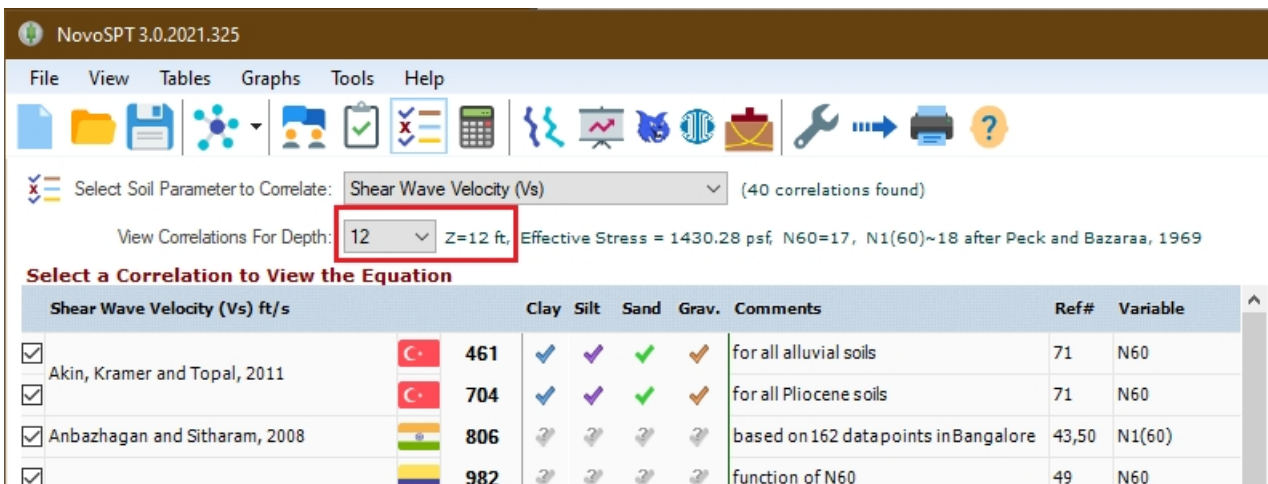 NovoSPT 3.0.2021.325
File View Tables Graphs Tools Help
?
Select Soil Parameter to Correlate: Shear Wave Velocity (Vs) (40 correlations found)
View Correlations For Depth: 12 Z=12 ft, Effective Stress = 1430.28 psf, N60=17, N1(60)~18 after Peck and Bazaraa, 1969
Select a Correlation to View the Equation
Shear Wave Velocity (Vs) ft/s Clay Silt Sand Grav. Comments Ref# Variable
461 for all alluvial soils 71 N60
Akin, Kramer and Topal, 2011
704 for all Pliocene soils 71 N60
Anbazhagan and Sitharam, 2008 806 ? ? ? ? based on 162 datapoints in Bangalore 43,50 N1(60)
982 ? ? ? ? function of N60 49 N60